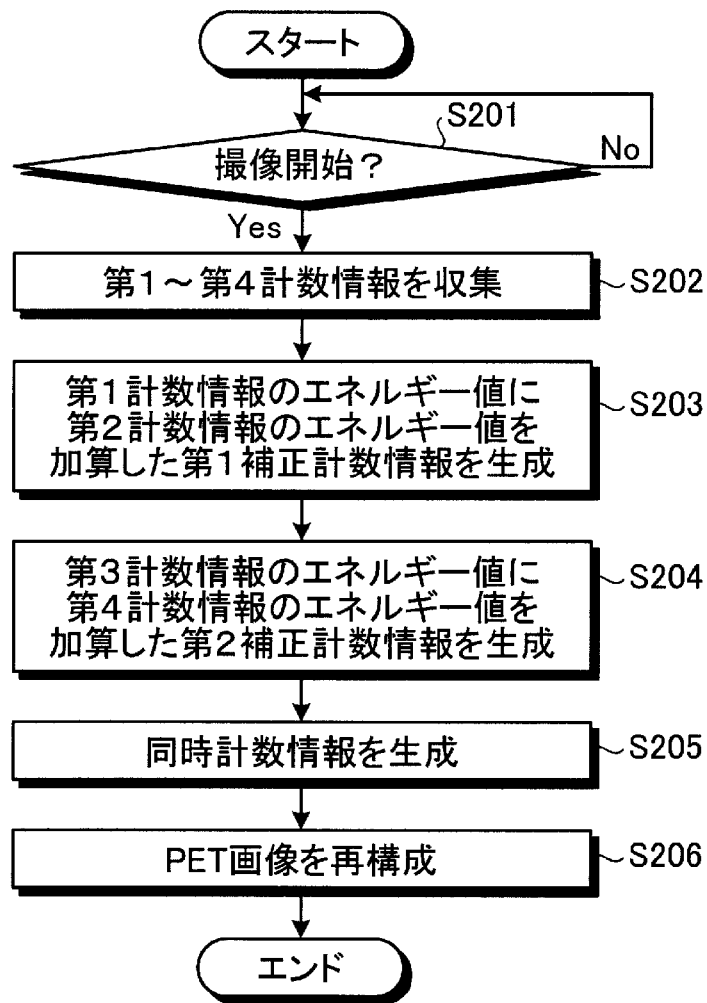 スタート
S201
撮像開始？
No
Yes
第1～第4計数情報を収集
S202
第1計数情報のエネルギー値に
第2計数情報のエネルギー値を
加算した第1補正計数情報を生成
S203
第3計数情報のエネルギー値に
第4計数情報のエネルギー値を
加算した第2補正計数情報を生成
S204
同時計数情報を生成
S205
PET画像を再構成
S206
エンド